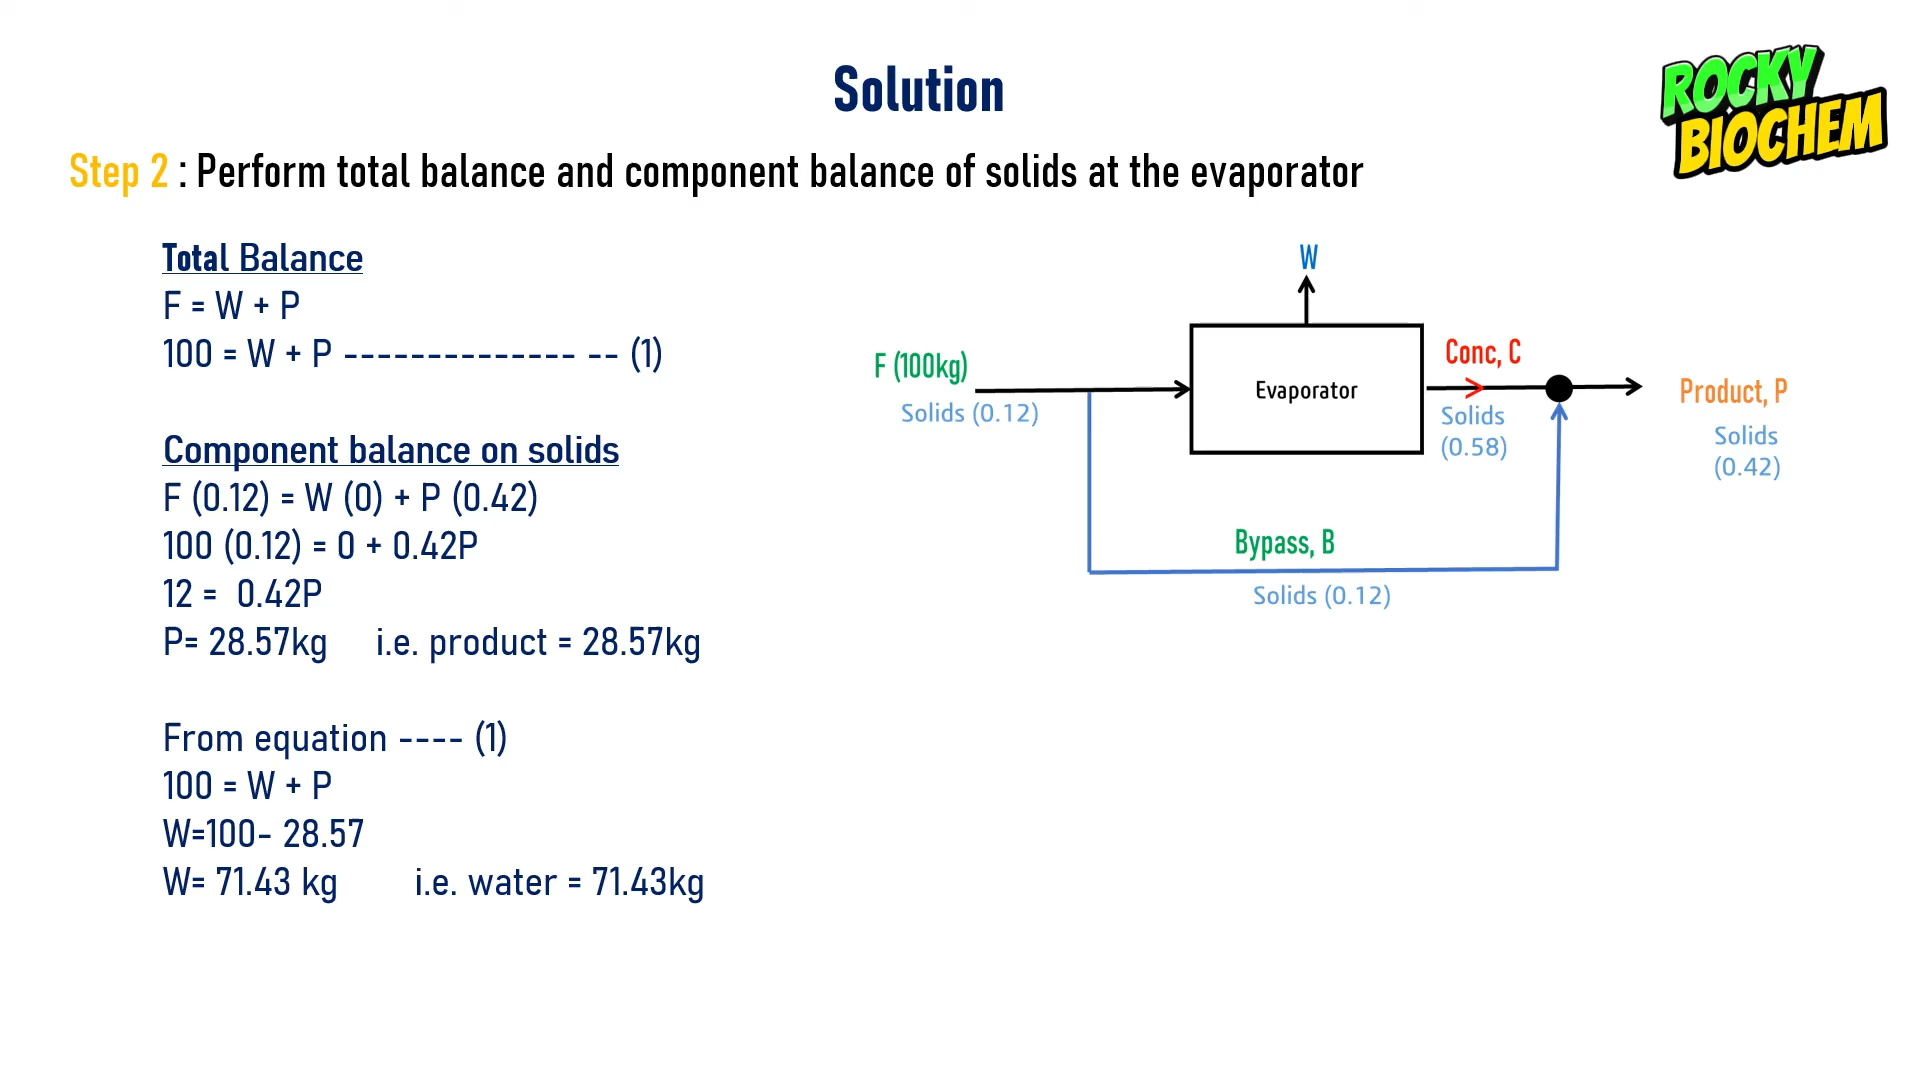 Solution
ROCKY
BIOCHEM
Step 2 : Perform total balance and component balance of solids at the evaporator
Total Balance
F = W + P
100 = W + P -------------- -- (1)
Component balance on solids
F (0.12) = W (0) + P (0.42)
100 (0.12) = 0 + 0.42P
12 =  0.42P
P= 28.57kg     i.e. product = 28.57kg
From equation ---- (1)
100 = W + P
W=100- 28.57
W= 71.43 kg        i.e. water = 71.43kg
W
F (100kg)
Solids (0.12)
Evaporator
Conc, C
Solids
(0.58)
Product, P
Solids
(0.42)
Bypass, B
Solids (0.12)